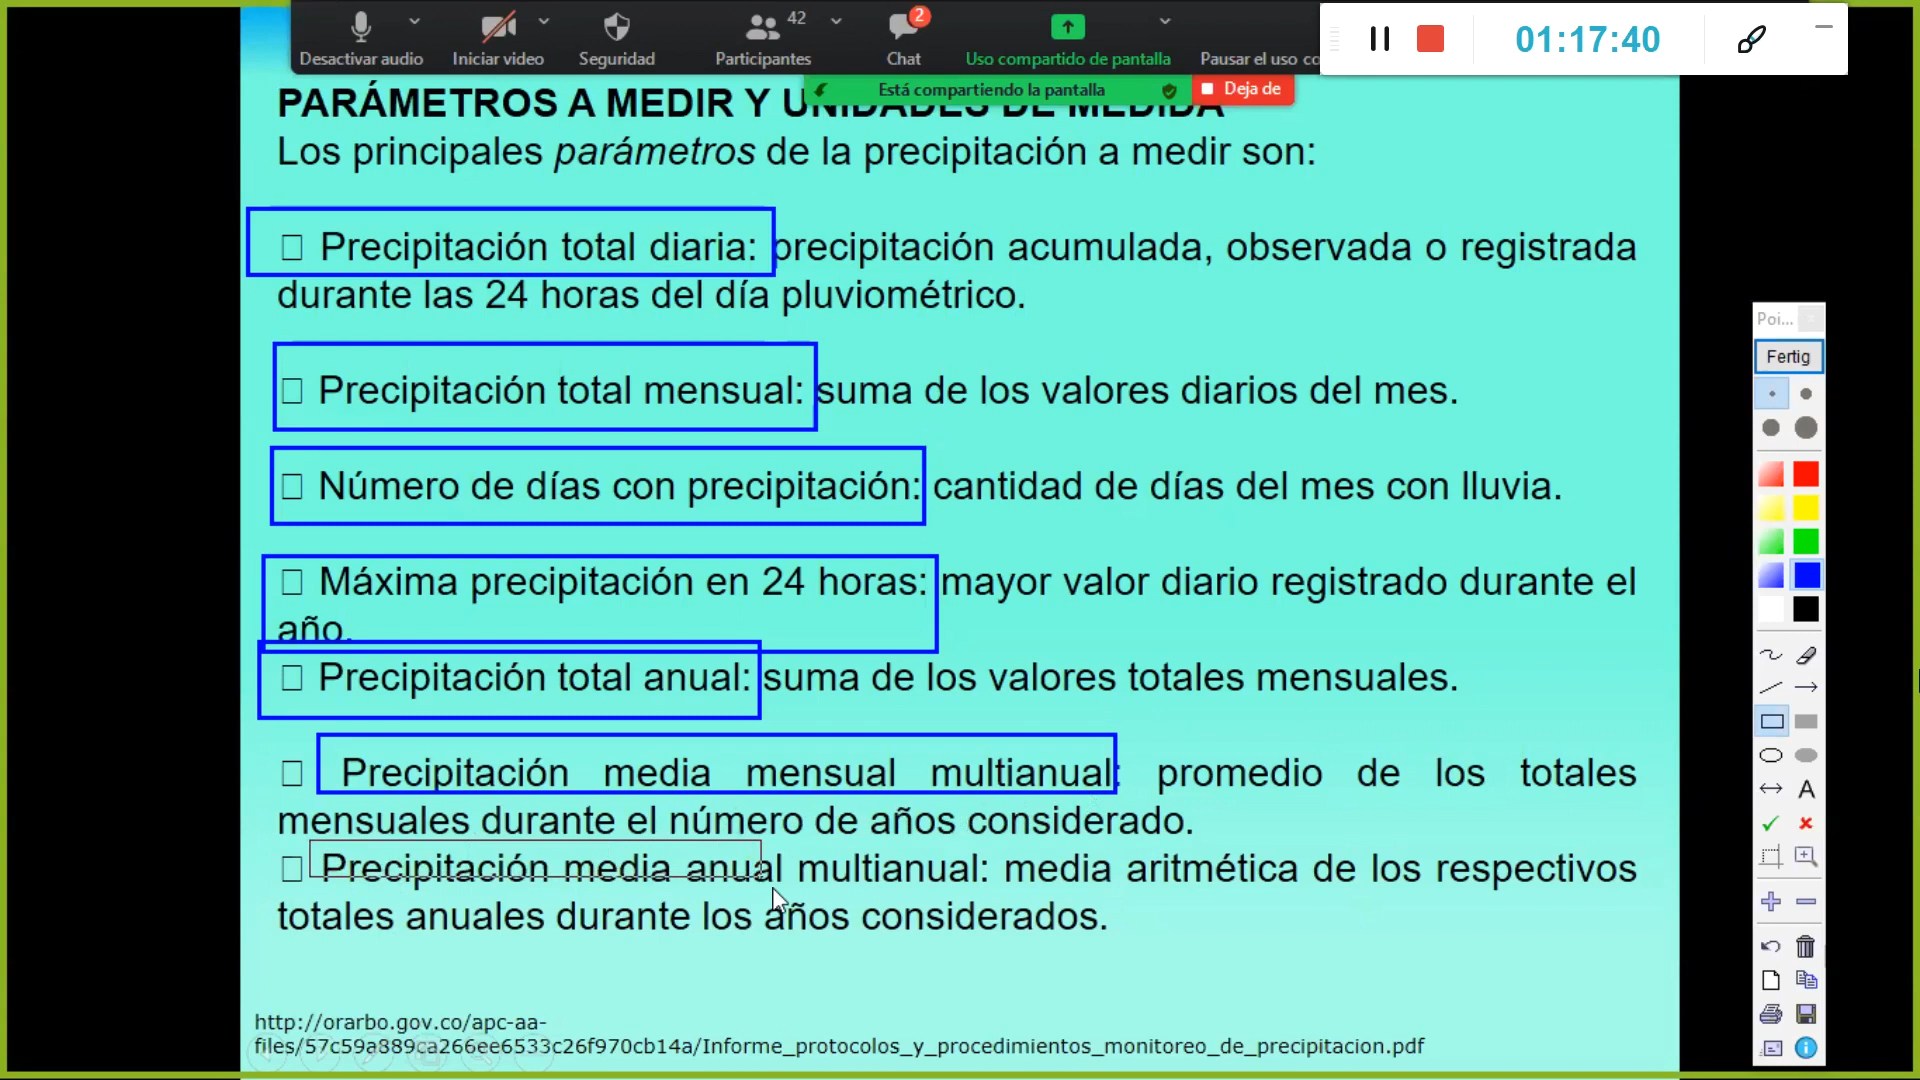 Desactivar audio
Iniciar video
Seguridad
42
Participantes
2
Chat
Uso compartido de pantalla
Pausar el uso co
01:17:40
Está compartiendo la pantalla
Deja de
PARÁMETROS A MEDIR Y UNIDADES DE MEDIDA
Los principales parámetros de la precipitación a medir son:
Precipitación total diaria: precipitación acumulada, observada o registrada
durante las 24 horas del día pluviométrico.
Precipitación total mensual: suma de los valores diarios del mes.
Número de días con precipitación: cantidad de días del mes con lluvia.
Máxima precipitación en 24 horas: mayor valor diario registrado durante el
año.
Precipitación total anual: suma de los valores totales mensuales.
Precipitación media mensual multianual: promedio de los totales
mensuales durante el número de años considerado.
Precipitación media anual multianual: media aritmética de los respectivos
totales anuales durante los años considerados.
http://orarbo.gov.co/apc-aa-
files/57c59a889ca266ee6533c26f970cb14a/Informe_protocolos_y_procedimientos_monitoreo_de_precipitacion.pdf
Poi...
Fertig
A